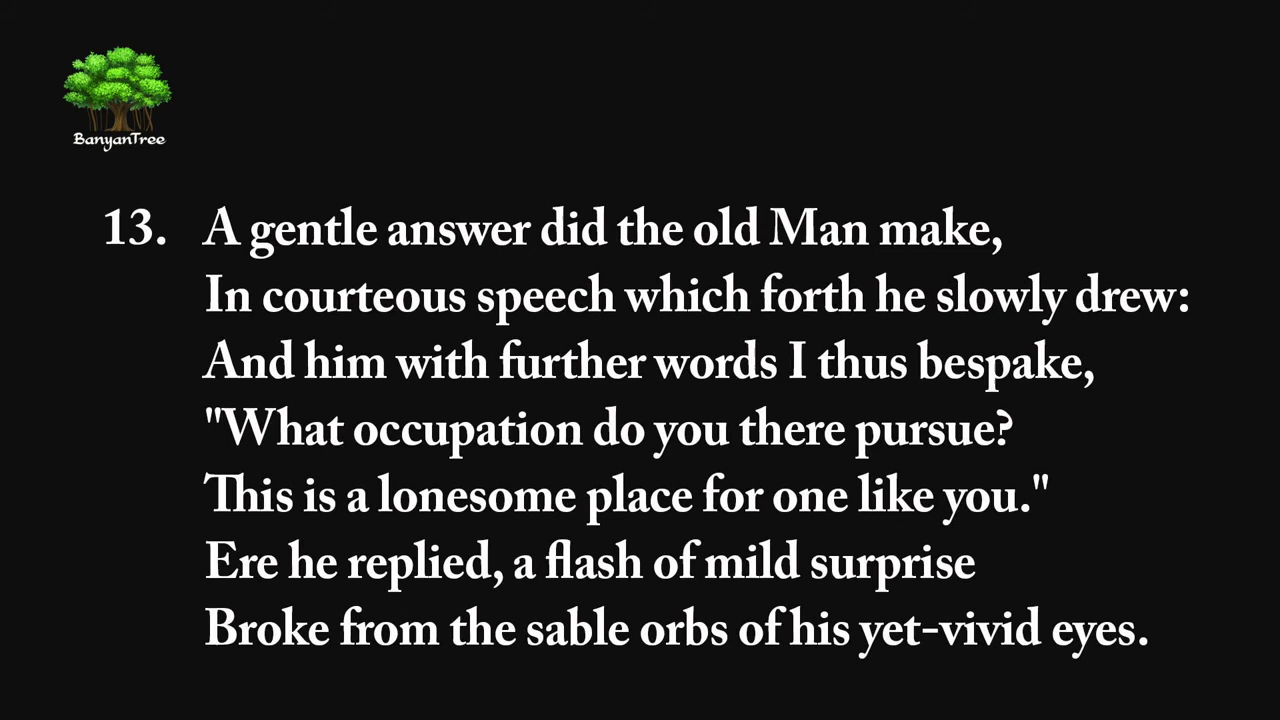 BanyanTree
13. A gentle answer did the old Man make,
In courteous speech which forth he slowly drew:
And him with further words I thus bespake,
"What occupation do you there pursue?
This is a lonesome place for one like you."
Ere he replied, a flash of mild surprise
Broke from the sable orbs of his yet-vivid eyes.